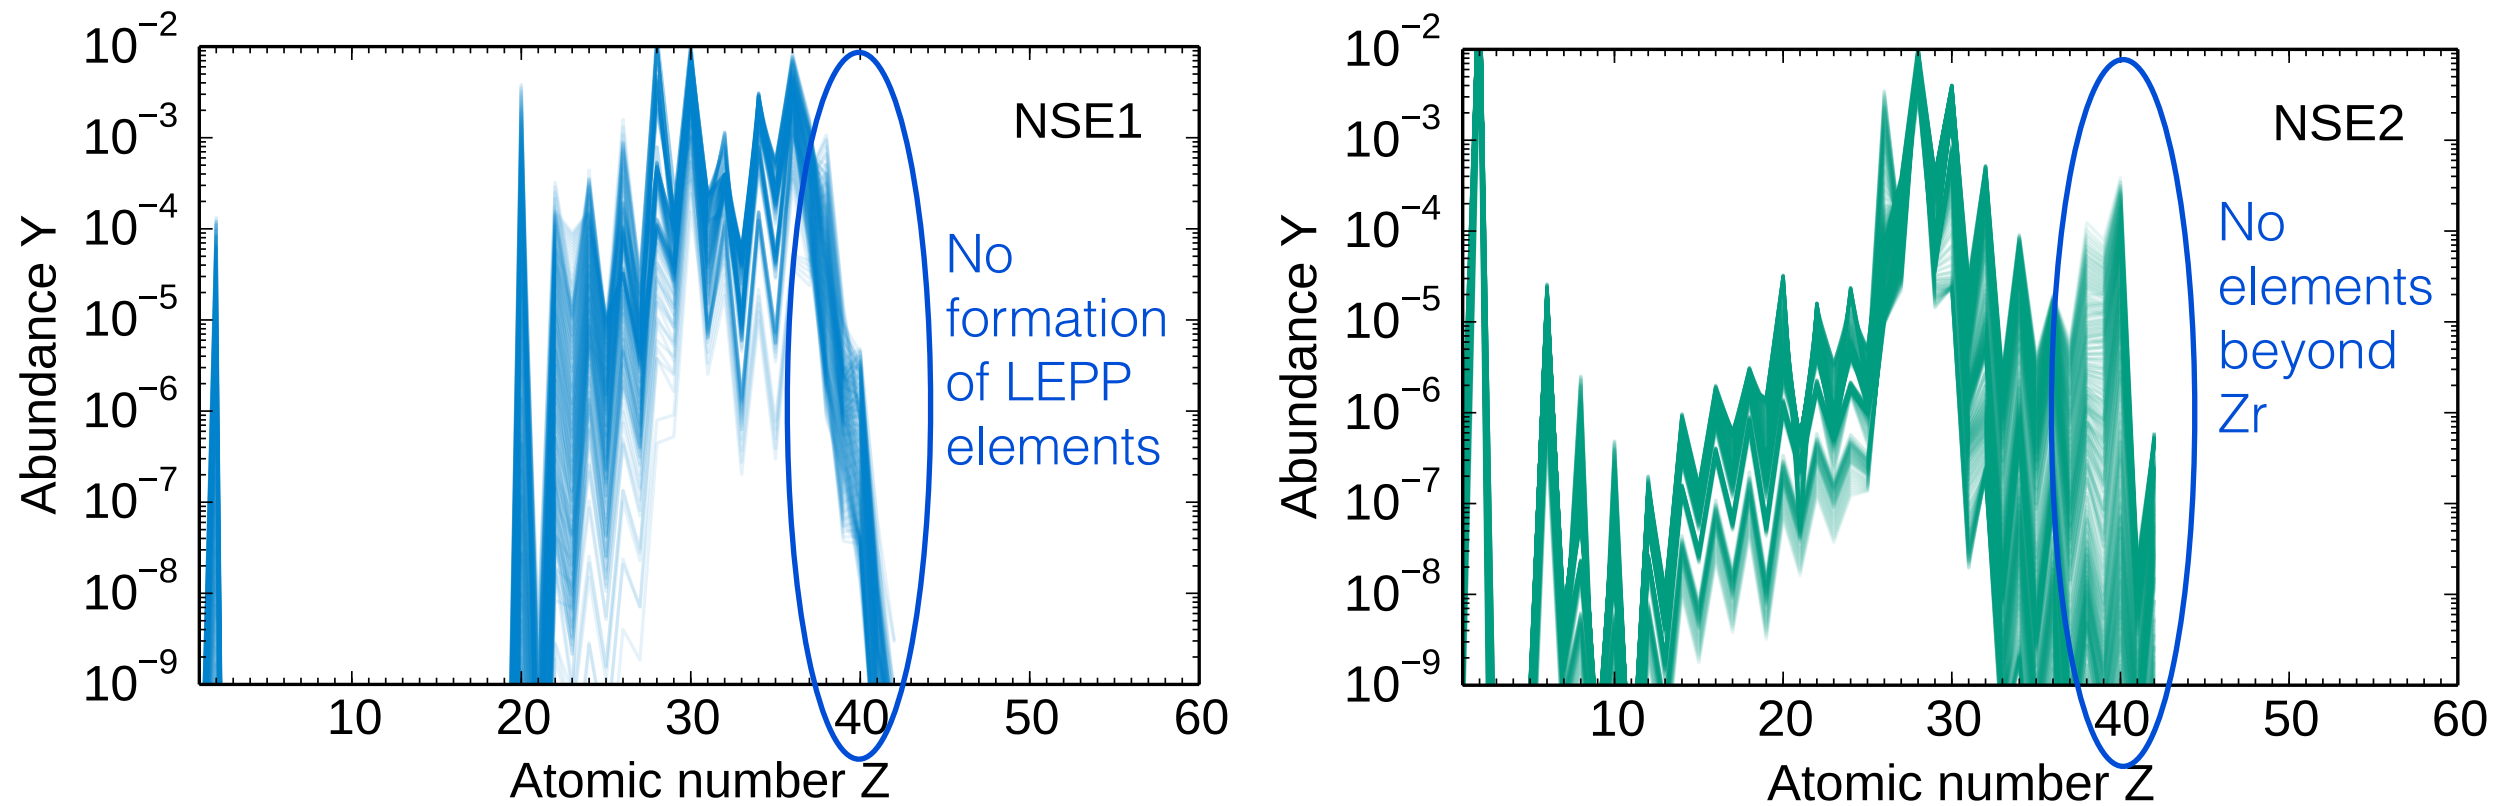 10⁻²
10⁻³
10⁻⁴
10⁻⁵
10⁻⁶
10⁻⁷
10⁻⁸
10⁻⁹
Abundance Y
NSE1
No
formation
of LEPP
elements
10 20 30 40 50 60
Atomic number Z
10⁻²
10⁻³
10⁻⁴
10⁻⁵
10⁻⁶
10⁻⁷
10⁻⁸
10⁻⁹
Abundance Y
NSE2
No
elements
beyond
Zr
10 20 30 40 50 60
Atomic number Z